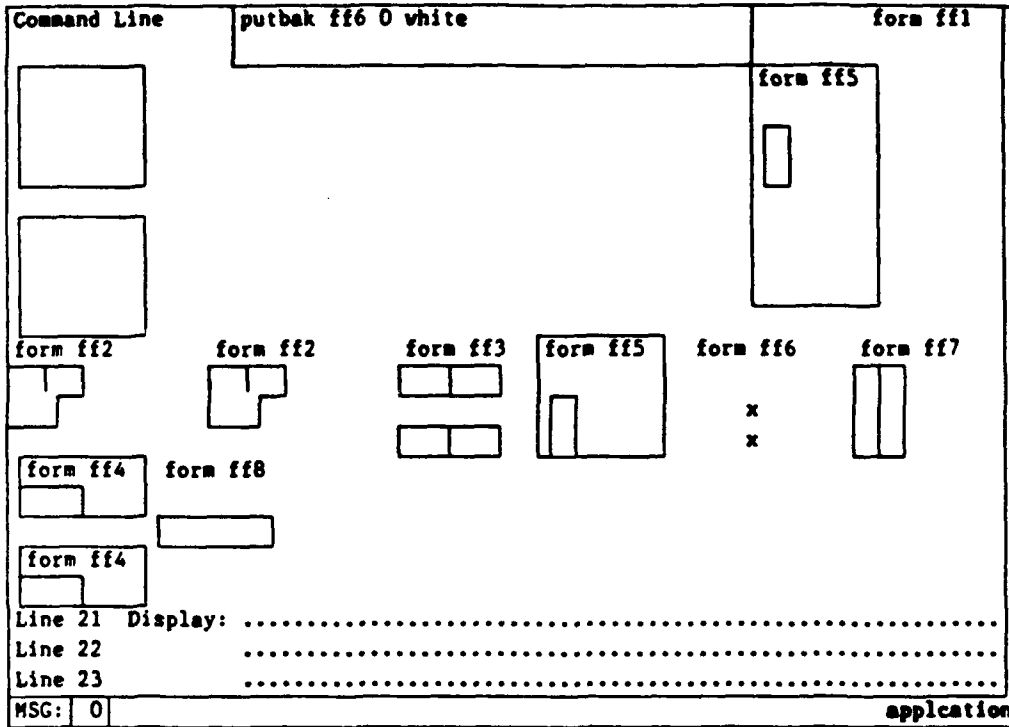 Command Line putbak ff6 0 white form ff1
form ff5
form ff2 form ff2 form ff3 form ff5 form ff6 form ff7
x
x
form ff4 form ff8
form ff4
Line 21 Display: ............................................................
Line 22 ............................................................
Line 23 ............................................................
MSG: 0 applcation